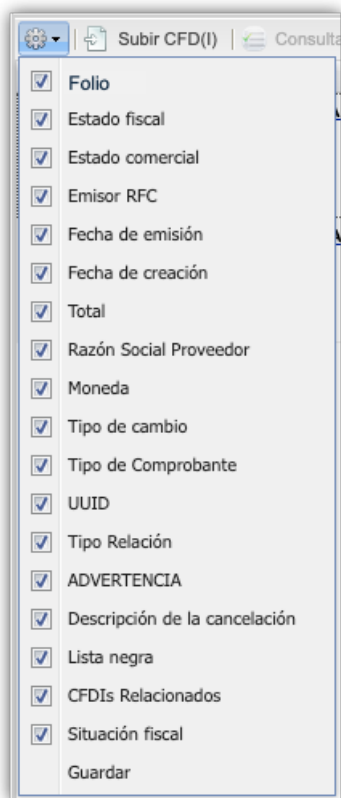 Subir CFD(I) Consulta
Folio
Estado fiscal
Estado comercial
Emisor RFC
Fecha de emisión
Fecha de creación
Total
Razón Social Proveedor
Moneda
Tipo de cambio
Tipo de Comprobante
UUID
Tipo Relación
ADVERTENCIA
Descripción de la cancelación
Lista negra
CFDIs Relacionados
Situación fiscal
Guardar